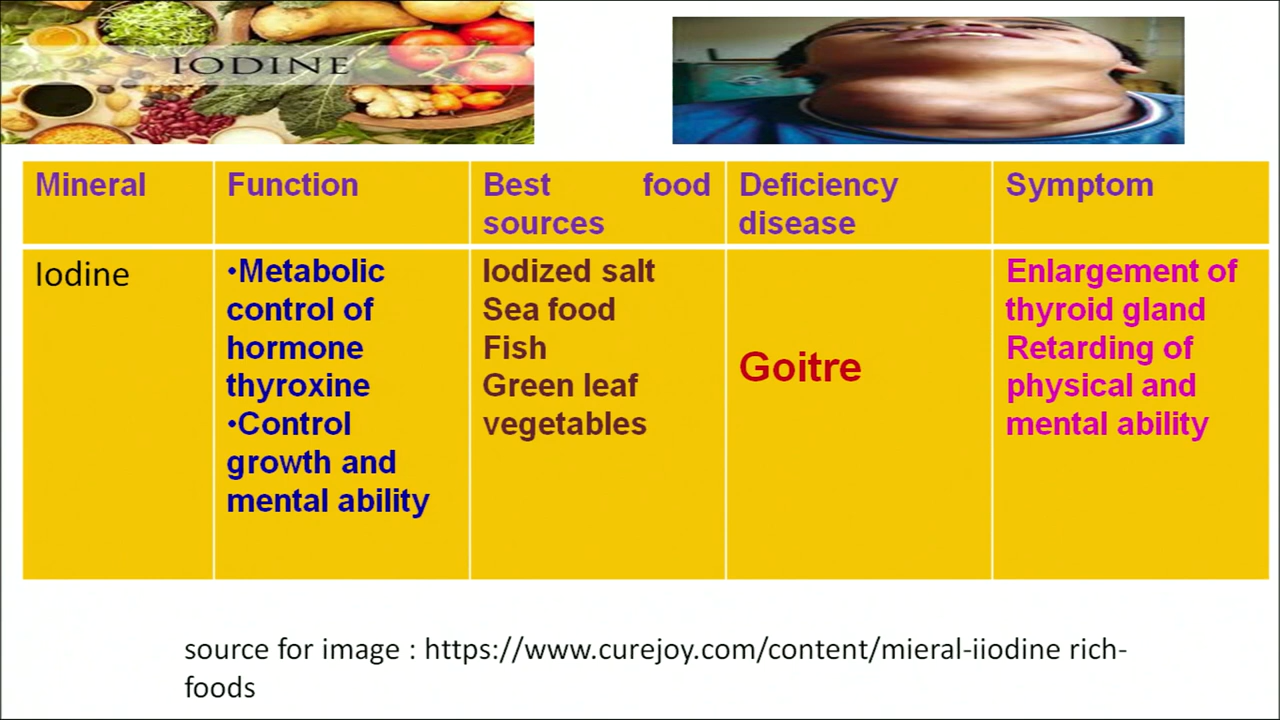 IODINE
Mineral
Function
Best food
sources
Deficiency
disease
Symptom
Iodine
•Metabolic
control of
hormone
thyroxine
•Control
growth and
mental ability
Iodized salt
Sea food
Fish
Green leaf
vegetables
Goitre
Enlargement of
thyroid gland
Retarding of
physical and
mental ability
source for image : https://www.curejoy.com/content/mieral-iiodine rich-
foods